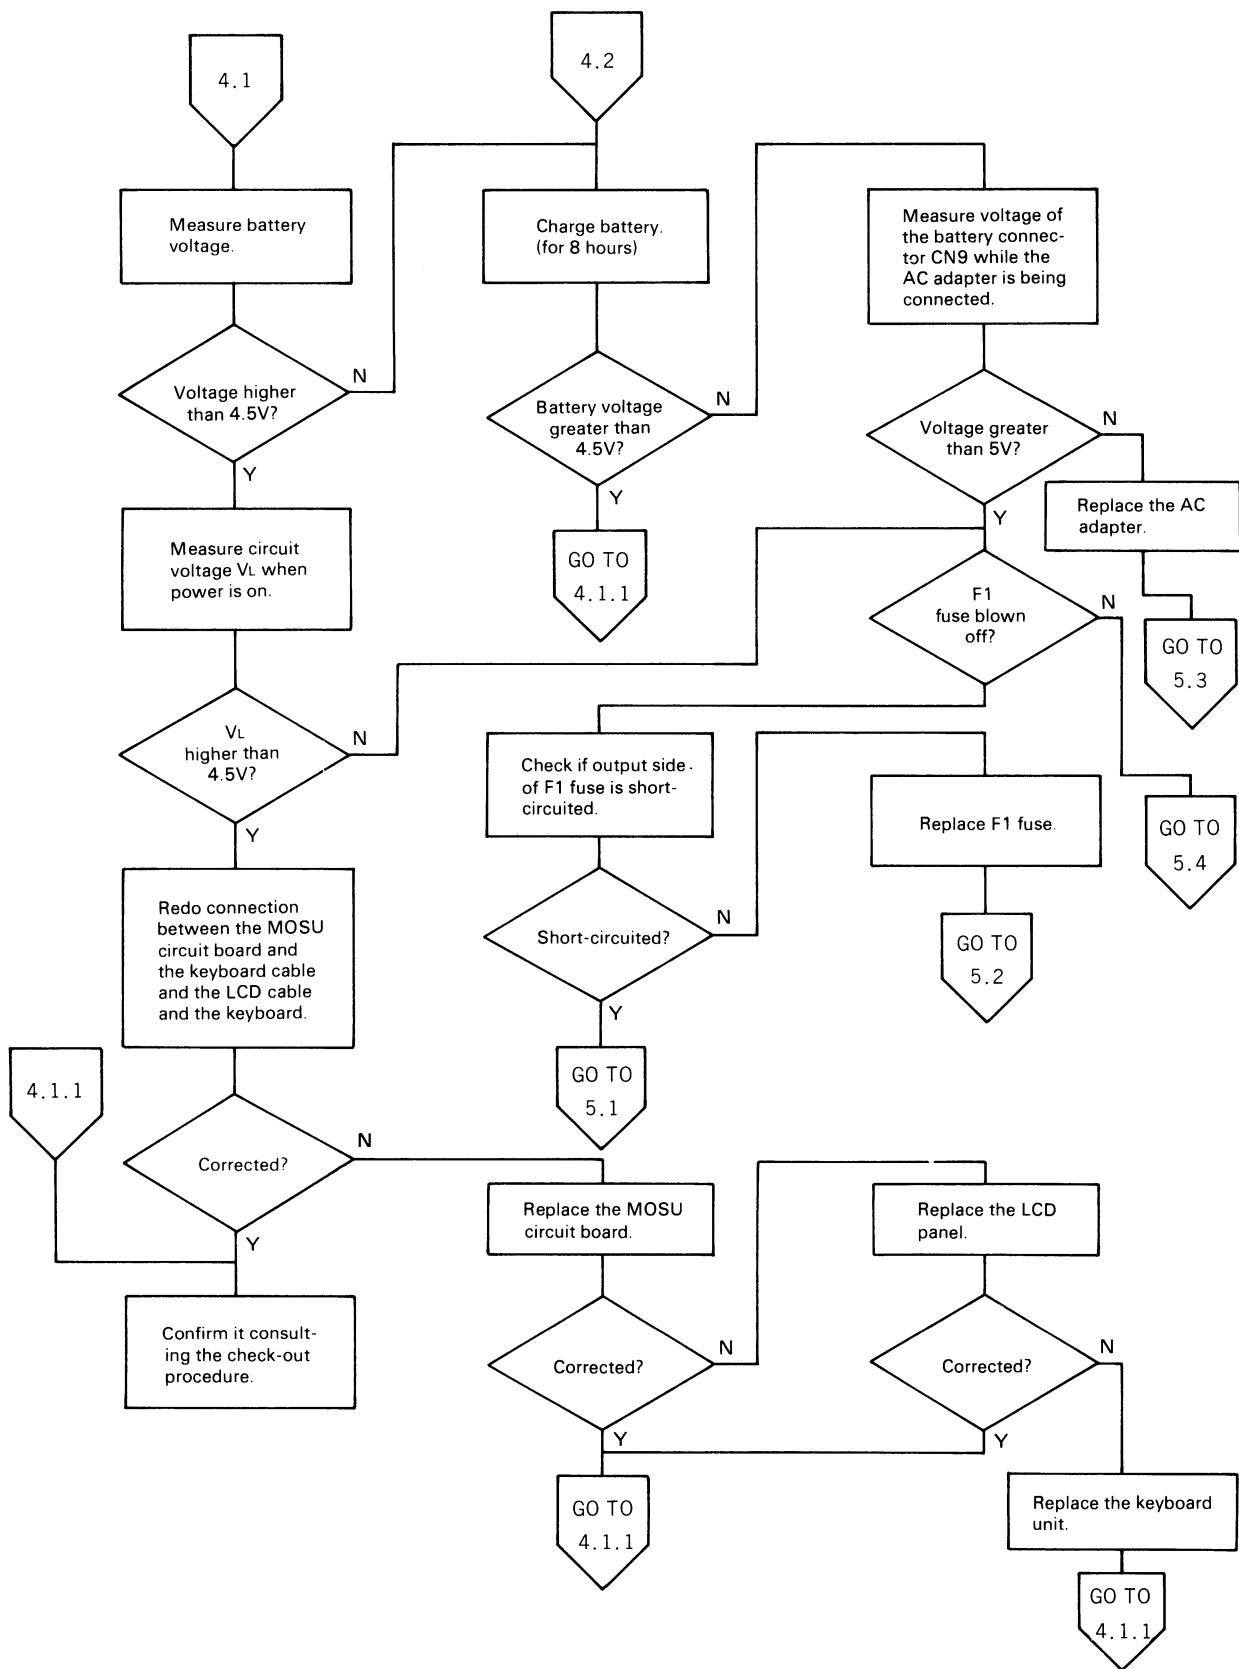 4.1
Measure battery
voltage.
Voltage higher
than 4.5V?
N
Y
Measure circuit
voltage VL when
power is on.
VL
higher than
4.5V?
N
Y
Redo connection
between the MOSU
circuit board and
the keyboard cable
and the LCD cable
and the keyboard.
4.1.1
Corrected?
N
Y
Confirm it consult-
ing the check-out
procedure.
4.2
Charge battery.
(for 8 hours)
Battery voltage
greater than
4.5V?
N
Y
GO TO
4.1.1
Measure voltage of
the battery connec-
tor CN9 while the
AC adapter is being
connected.
Voltage greater
than 5V?
N
Y
Replace the AC
adapter.
GO TO
5.3
F1
fuse blown
off?
N
GO TO
5.4
Check if output side
of F1 fuse is short-
circuited.
Short-circuited?
N
Y
GO TO
5.1
Replace F1 fuse.
GO TO
5.2
Replace the MOSU
circuit board.
Corrected?
N
Y
GO TO
4.1.1
Replace the LCD
panel.
Corrected?
N
Y
Replace the keyboard
unit.
GO TO
4.1.1